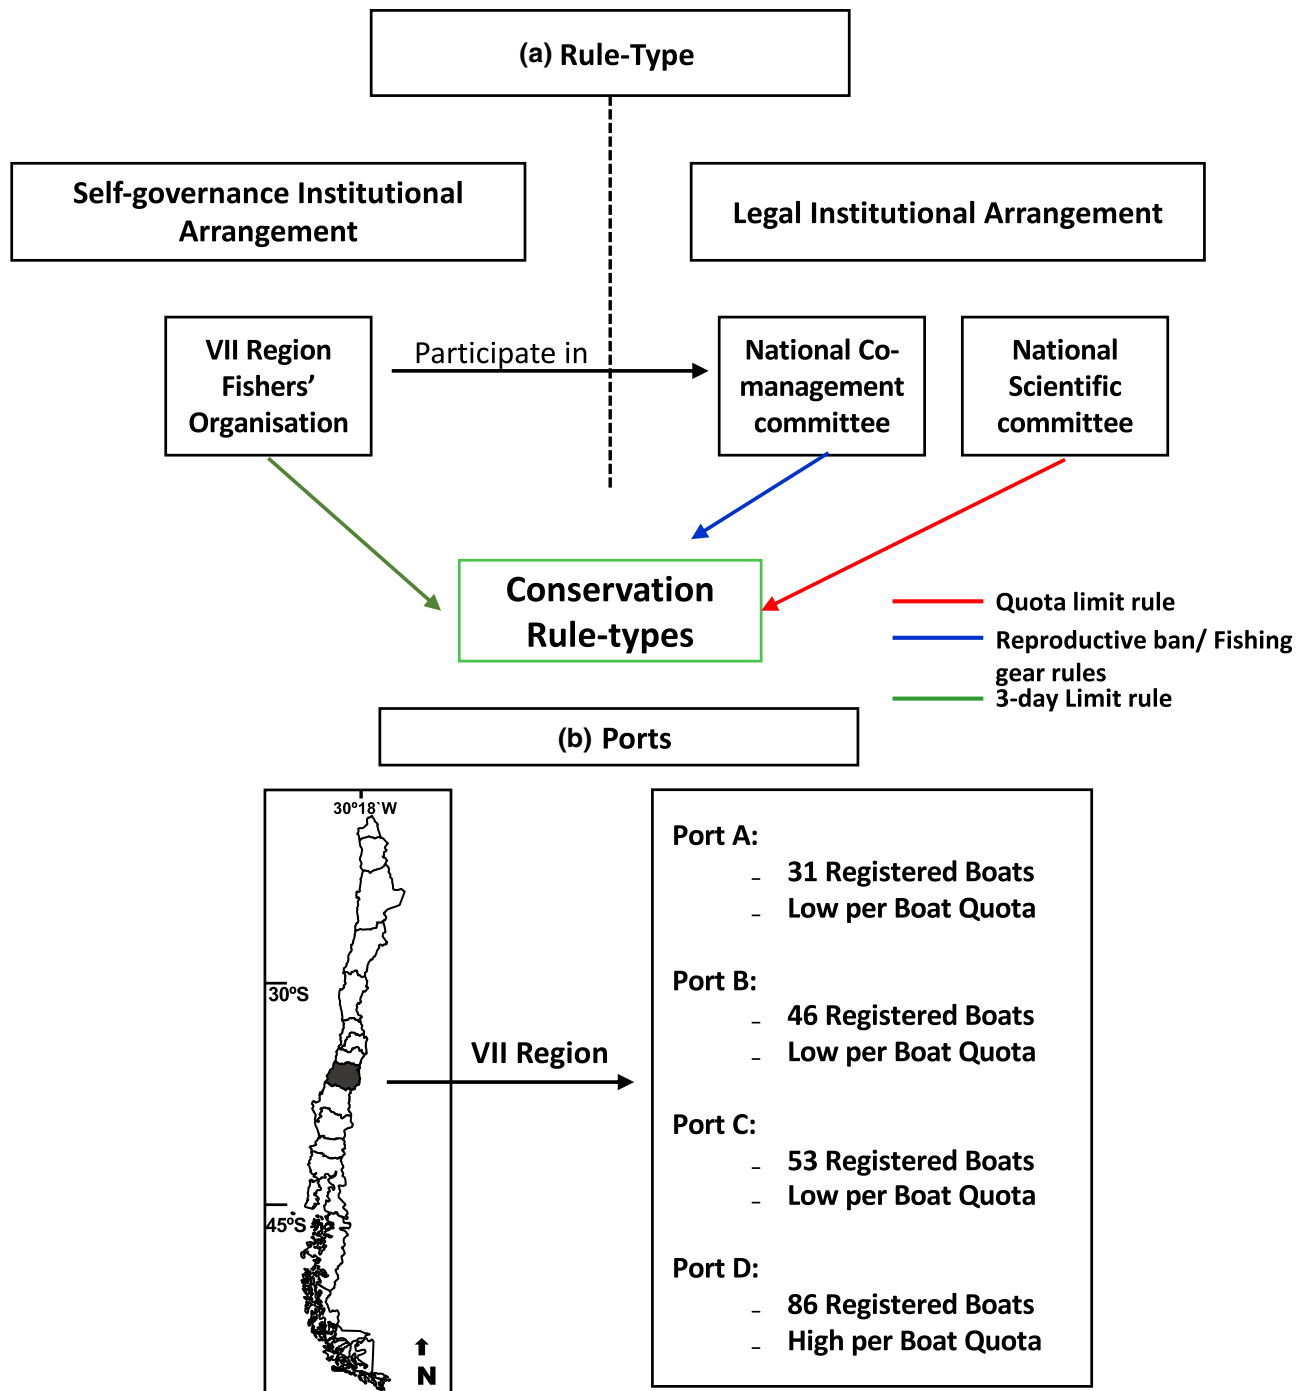 (a) Rule-Type
Self-governance Institutional
Arrangement
Legal Institutional Arrangement
VII Region
Fishers’
Organisation
Participate in
National Co-
management
committee
National
Scientific
committee
Conservation
Rule-types
Quota limit rule
Reproductive ban/ Fishing
gear rules
3-day Limit rule
(b) Ports
30º18`W
30ºS
45ºS
N
VII Region
Port A:
- 31 Registered Boats
- Low per Boat Quota
Port B:
- 46 Registered Boats
- Low per Boat Quota
Port C:
- 53 Registered Boats
- Low per Boat Quota
Port D:
- 86 Registered Boats
- High per Boat Quota